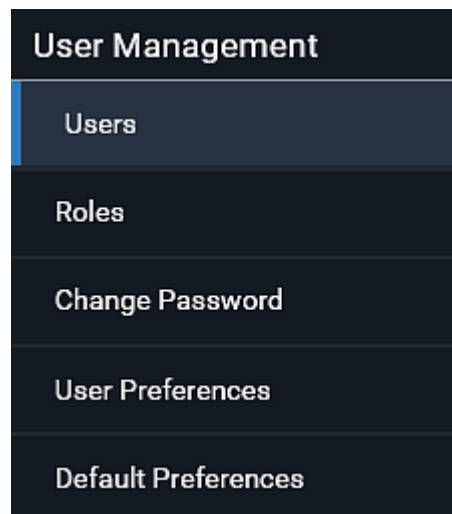 User Management
Users
Roles
Change Password
User Preferences
Default Preferences